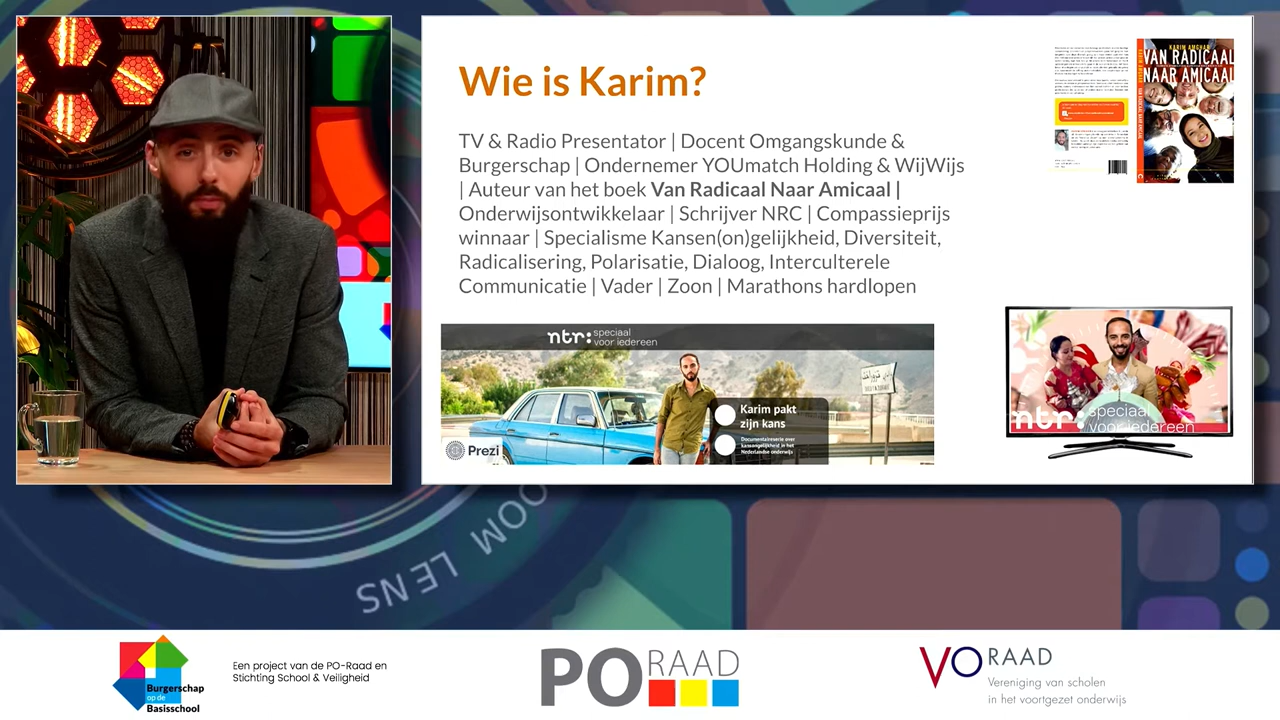 Wie is Karim?
TV & Radio Presentator | Docent Omgangskunde &
Burgerschap | Ondernemer YOUmatch Holding & WijWijs
| Auteur van het boek Van Radicaal Naar Amicaal |
Onderwijsontwikkelaar | Schrijver NRC | Compassieprijs
winnaar | Specialisme Kansen(on)gelijkheid, Diversiteit,
Radicalisering, Polarisatie, Dialoog, Interculterele
Communicatie | Vader | Zoon | Marathons hardlopen
KARIM AMGHAR
VAN RADICAAL
NAAR AMICAAL
ntr: speciaal
voor iedereen
Karim pakt
zijn kans
Documentaireserie over
kansongelijkheid in het
Nederlandse onderwijs
Prezi
ntr: speciaal
voor iedereen
ZOOM LENS
Burgerschap
op de
Basisschool
Een project van de PO-Raad en
Stichting School & Veiligheid
PO RAAD
VO RAAD
Vereniging van scholen
in het voortgezet onderwijs